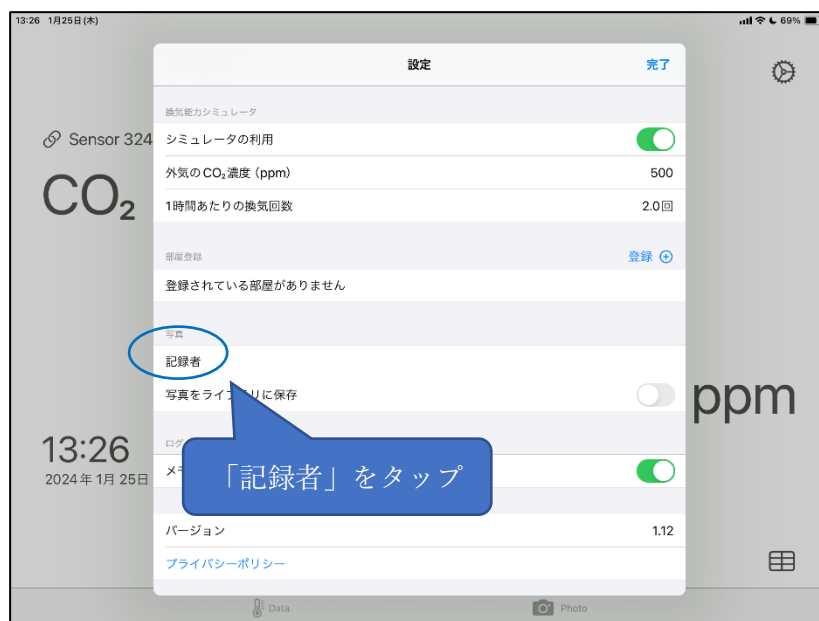 13:26 1月25日(木)
69%
設定
完了
換気能力シミュレータ
Sensor 324
シミュレータの利用
外気のCO₂濃度 (ppm)
500
CO₂
1時間あたりの換気回数
2.0回
部屋登録
登録
登録されている部屋がありません
写真
記録者
写真をライブラリに保存
ppm
13:26
2024年 1月 25日
ログ
メモ
「記録者」をタップ
バージョン
1.12
プライバシーポリシー
Data
Photo